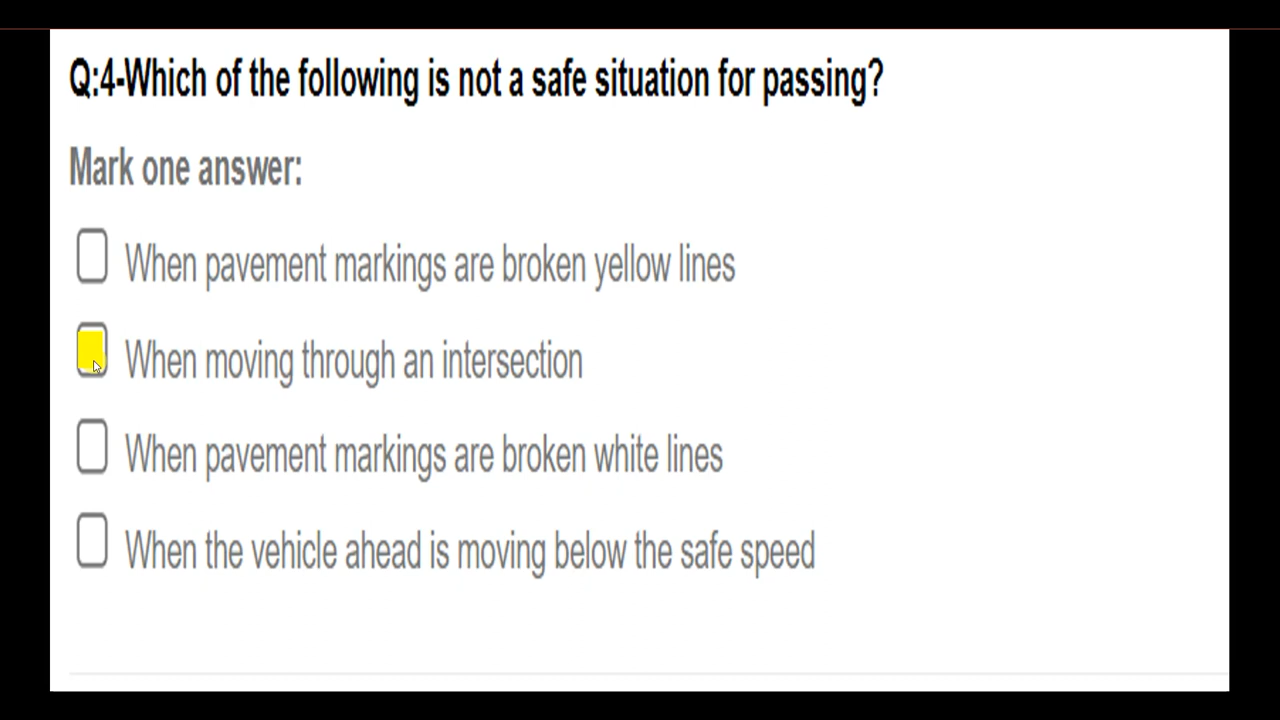 Q:4-Which of the following is not a safe situation for passing?
Mark one answer:
When pavement markings are broken yellow lines
When moving through an intersection
When pavement markings are broken white lines
When the vehicle ahead is moving below the safe speed